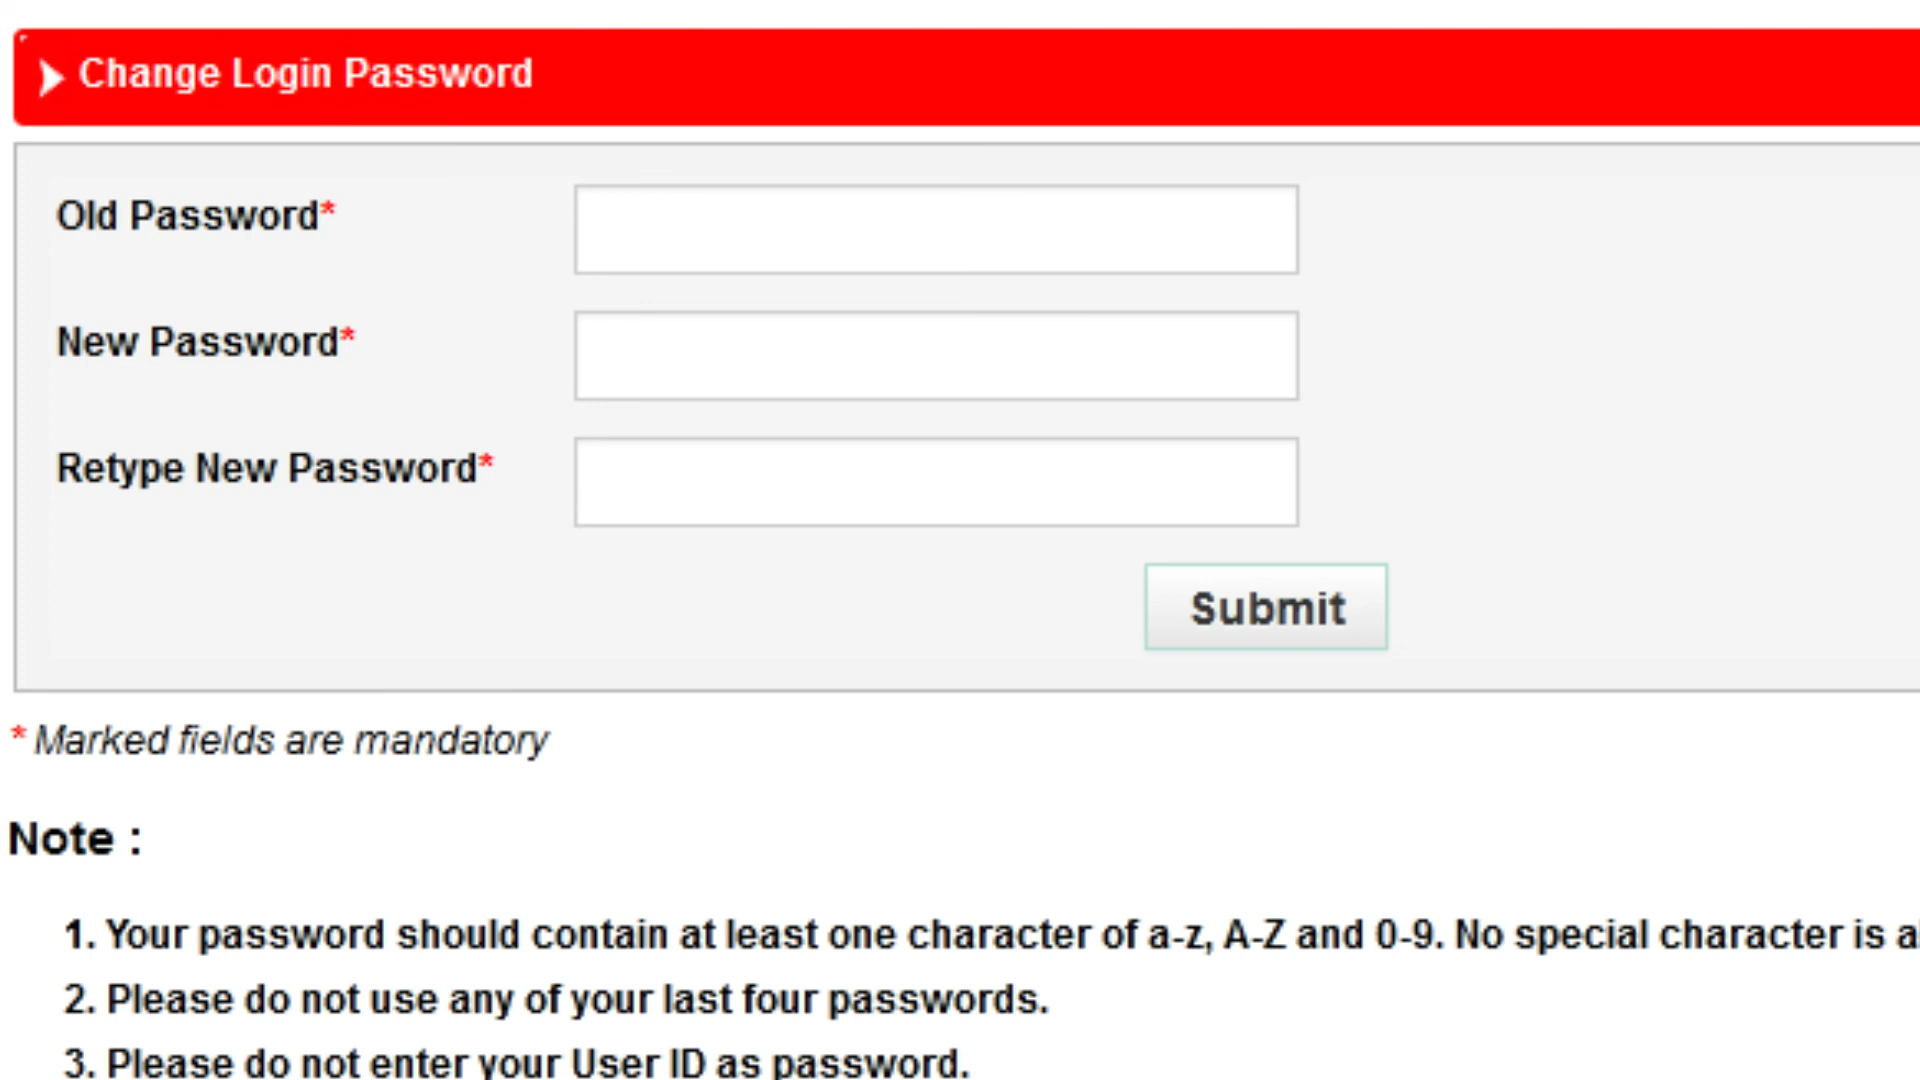 Change Login Password
Old Password*
New Password*
Retype New Password*
Submit
* Marked fields are mandatory
Note :
1. Your password should contain at least one character of a-z, A-Z and 0-9. No special character is
2. Please do not use any of your last four passwords.
3. Please do not enter your User ID as password.